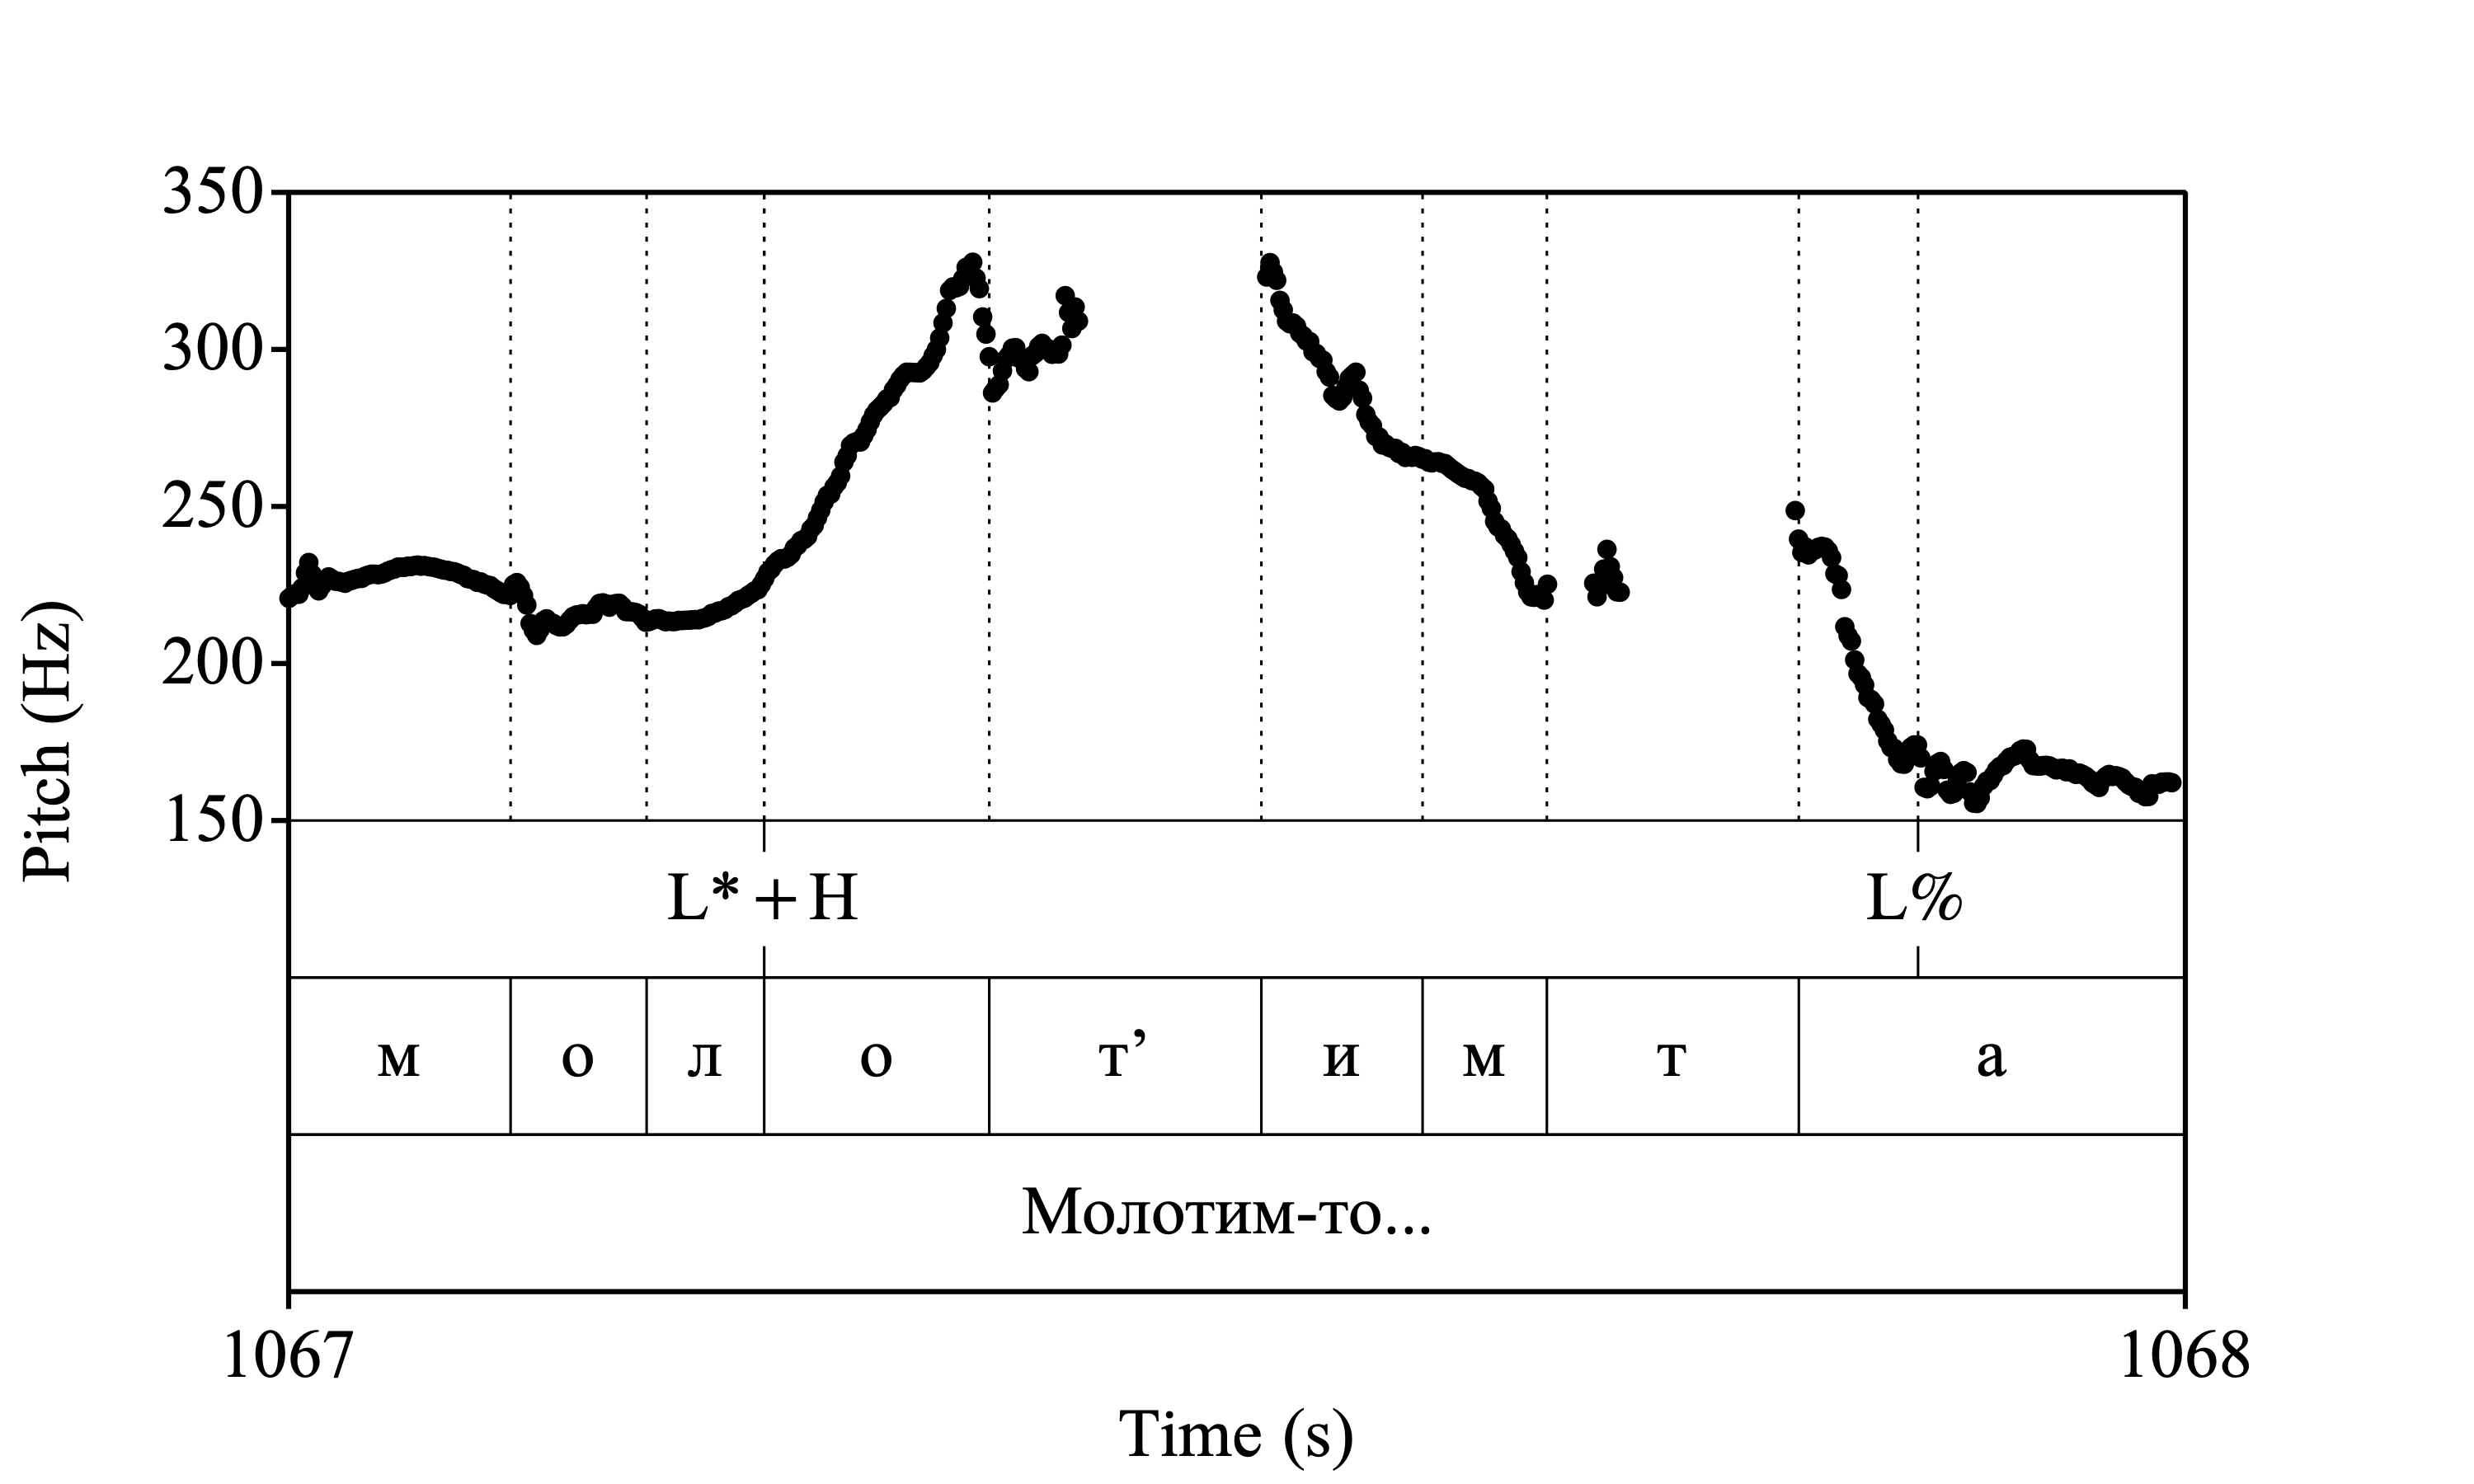 350
300
250
200
150
Pitch (Hz)
L*+H L%
м о л о т’ и м т а
Молотим-то...
1067 1068
Time (s)